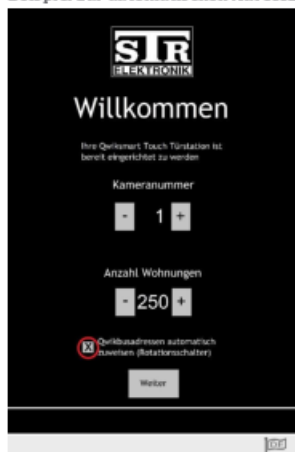 STR
ELEKTRONIK
Willkommen
Ihre Qwiksmart Touch Türstation ist
bereit eingerichtet zu werden
Kameranummer
- 1 +
Anzahl Wohnungen
- 250 +
X Qwikbusadressen automatisch
zuweisen (Rotationsschalter)
Weiter
DE